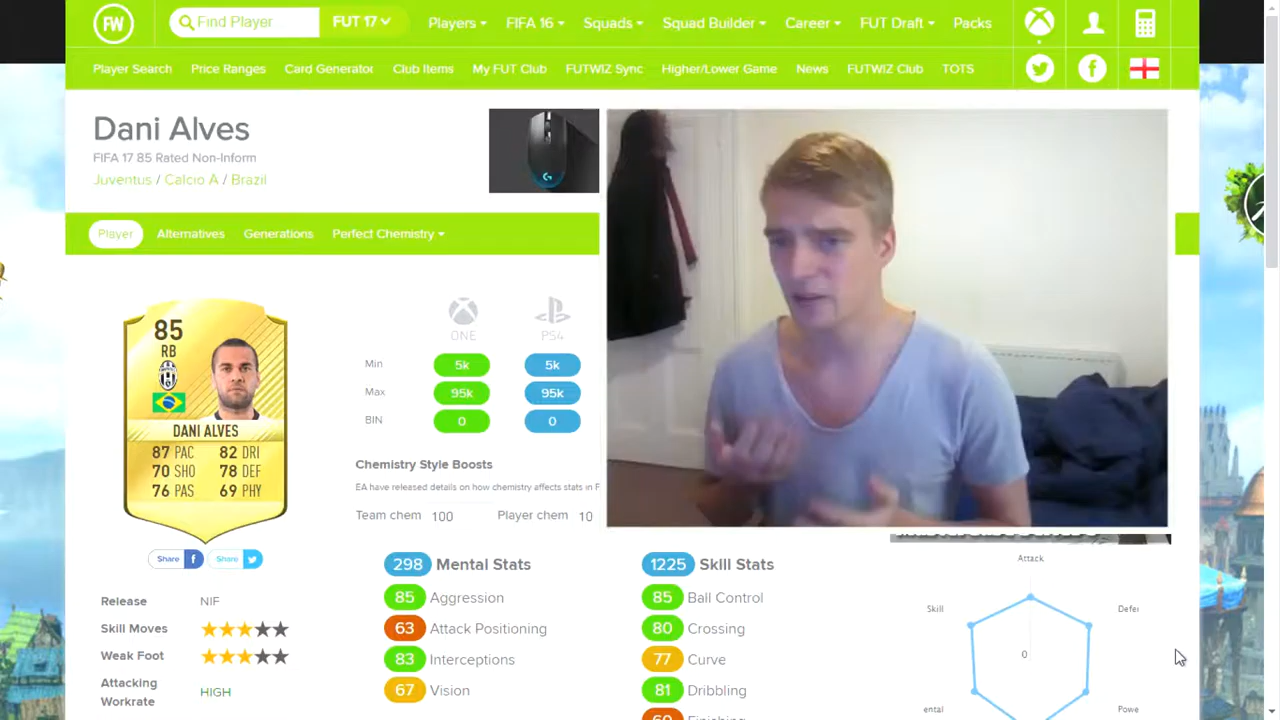 FW
Find Player
FUT 17
Players
FIFA 16
Squads
Squad Builder
Career
FUT Draft
Packs
Player Search
Price Ranges
Card Generator
Club Items
My FUT Club
FUTWIZ Sync
Higher/Lower Game
News
FUTWIZ Club
TOTS
Dani Alves
FIFA 17 85 Rated Non-Inform
Juventus / Calcio A / Brazil
Player
Alternatives
Generations
Perfect Chemistry
85
RB
DANI ALVES
87 PAC 82 DRI
70 SHO 78 DEF
76 PAS 69 PHY
Share
Share
ONE
PS4
Min 5k 5k
Max 95k 95k
BIN 0 0
Chemistry Style Boosts
EA have released details on how chemistry affects stats in F
Team chem 100 Player chem 10
Release NIF
Skill Moves
Weak Foot
Attacking
Workrate
HIGH
298 Mental Stats
85 Aggression
63 Attack Positioning
83 Interceptions
67 Vision
1225 Skill Stats
85 Ball Control
80 Crossing
77 Curve
81 Dribbling
Attack
Skill
Defei
0
ental
Powe